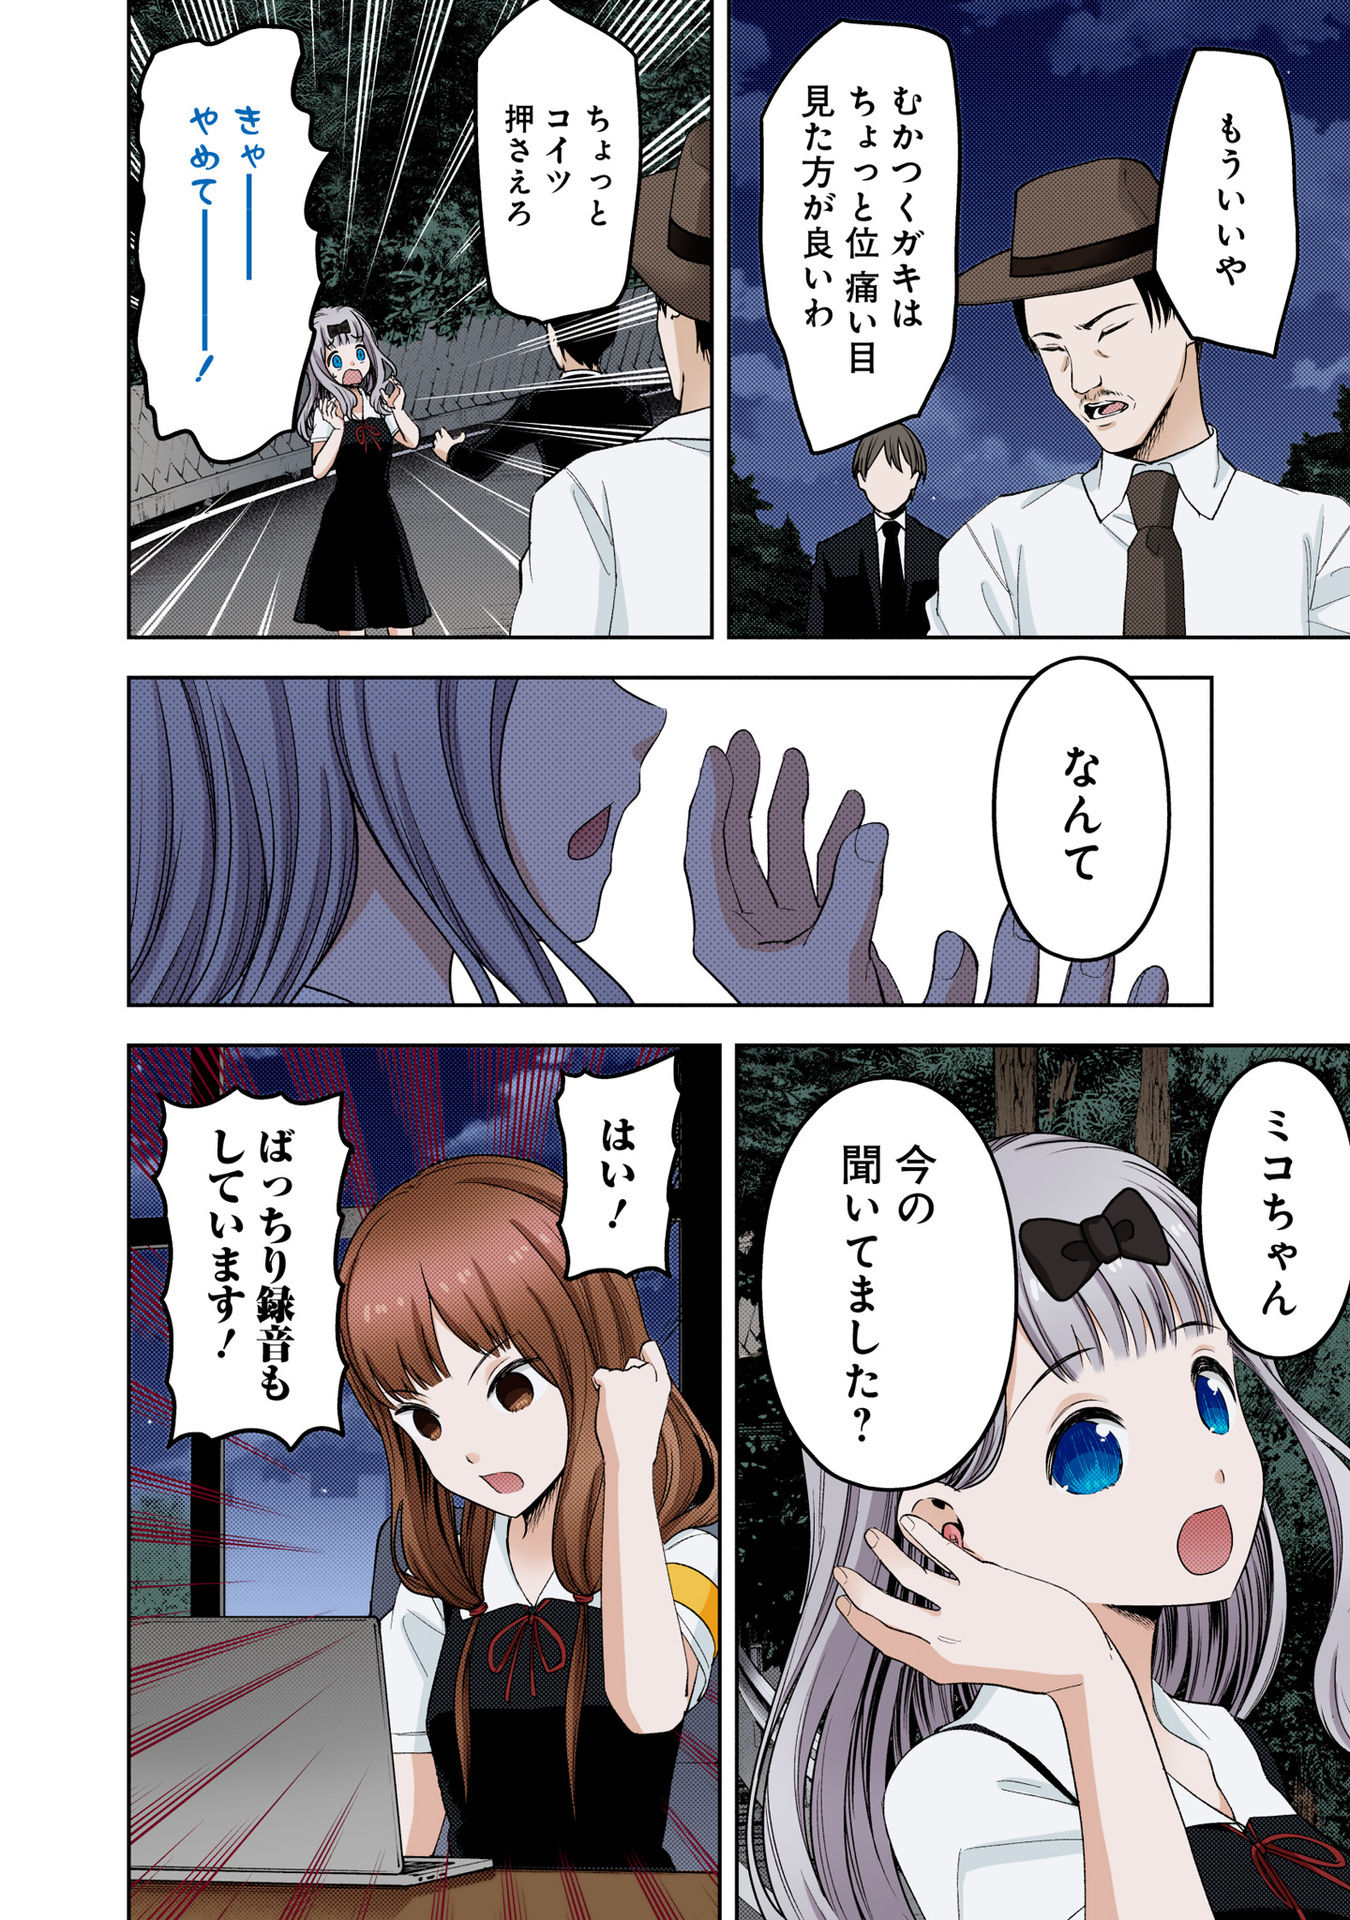 もういいや
むかつくガキは
ちょっと位痛い目
見た方が良いわ
ちょっと
コイツ
押さえろ
きゃ――
やめて――――！
なんて
ミコちゃん
今の
聞いてました？
はい！
ばっちり録音も
しています！